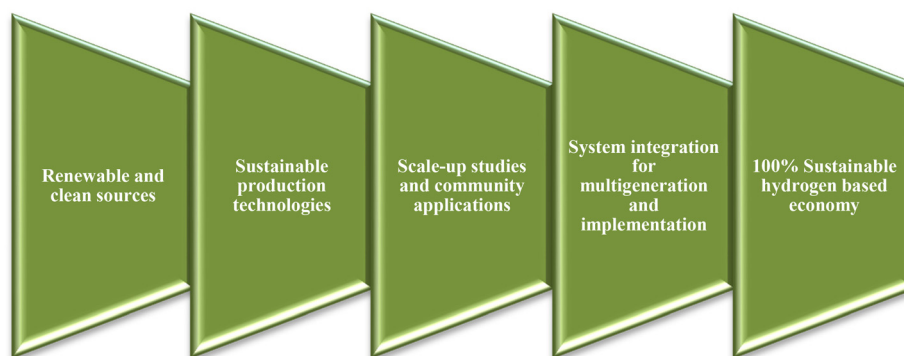 Renewable and
clean sources
Sustainable
production
technologies
Scale-up studies
and community
applications
System integration
for
multigeneration
and
implementation
100% Sustainable
hydrogen based
economy